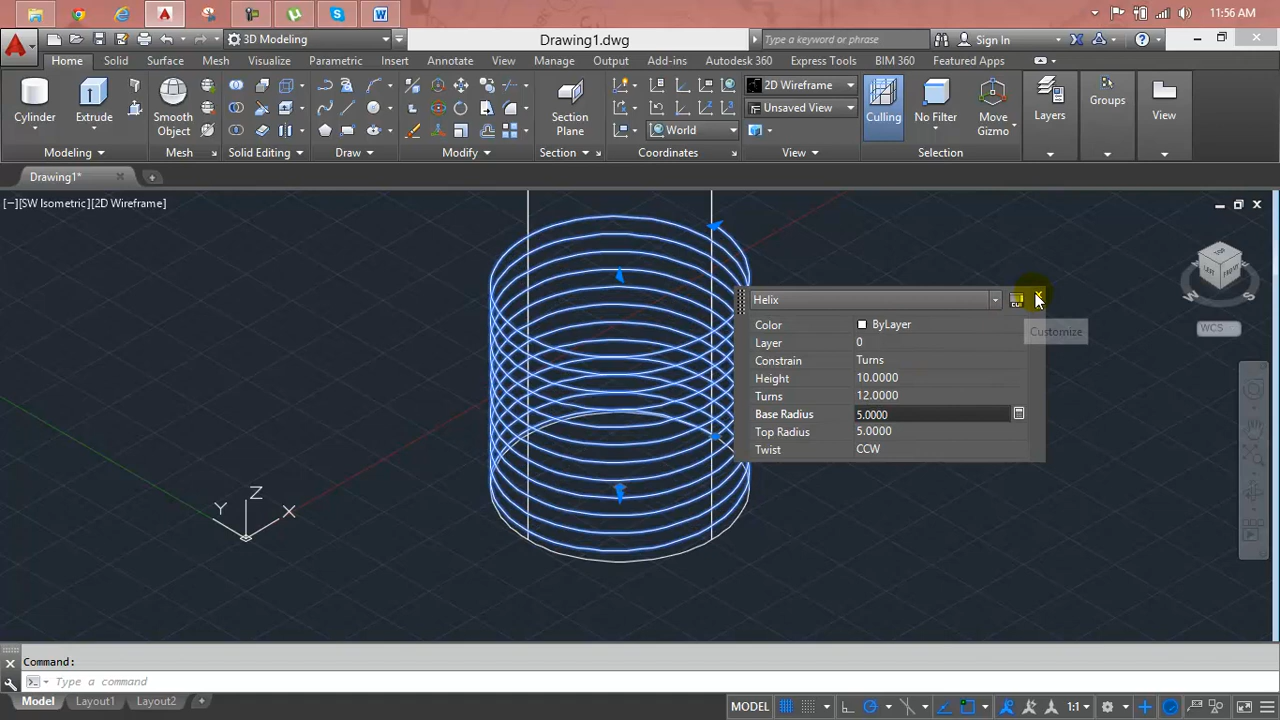 11:56 AM
3D Modeling
Drawing1.dwg
Type a keyword or phrase
Sign In
Home Solid Surface Mesh Visualize Parametric Insert Annotate View Manage Output Add-ins Autodesk 360 Express Tools BIM 360 Featured Apps
2D Wireframe
Unsaved View
World
Cylinder
Extrude
Smooth Object
Section Plane
Culling
No Filter
Move Gizmo
Layers
Groups
View
Modeling Mesh Solid Editing Draw Modify Section Coordinates View Selection
Drawing1*
[−][SW Isometric][2D Wireframe]
TOP
LEFT
FRONT
W
S
WCS
Helix
CUI
Color ByLayer
Layer 0
Customize
Constrain Turns
Height 10.0000
Turns 12.0000
Base Radius 5.0000
Top Radius 5.0000
Twist CCW
Z
Y
X
Command:
Type a command
Model Layout1 Layout2
MODEL
1:1